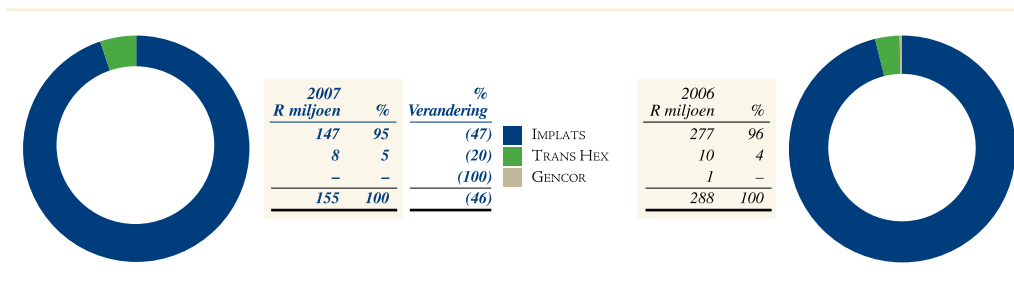 2007 % 2006
R miljoen % Verandering R miljoen %
147 95 (47) IMPLATS 277 96
8 5 (20) TRANS HEX 10 4
– – (100) GENCOR 1 –
155 100 (46) 288 100